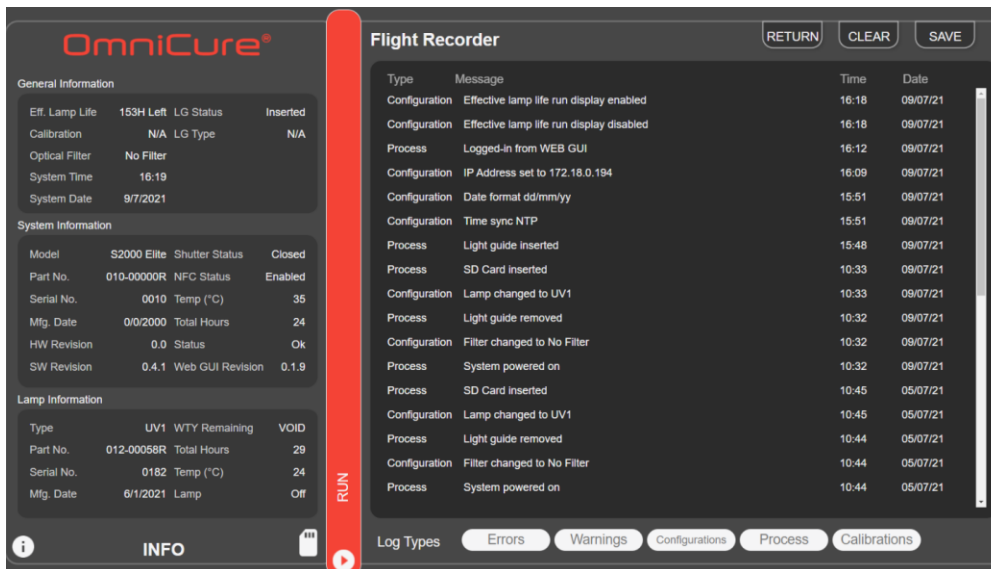 OmniCure®
General Information
Eff. Lamp Life 153H Left LG Status Inserted
Calibration N/A LG Type N/A
Optical Filter No Filter
System Time 16:19
System Date 9/7/2021
System Information
Model S2000 Elite Shutter Status Closed
Part No. 010-00000R NFC Status Enabled
Serial No. 0010 Temp (°C) 35
Mfg. Date 0/0/2000 Total Hours 24
HW Revision 0.0 Status Ok
SW Revision 0.4.1 Web GUI Revision 0.1.9
Lamp Information
Type UV1 WTY Remaining VOID
Part No. 012-00058R Total Hours 29
Serial No. 0182 Temp (°C) 24
Mfg. Date 6/1/2021 Lamp Off
i INFO
RUN
Flight Recorder RETURN CLEAR SAVE
Type Message Time Date
Configuration Effective lamp life run display enabled 16:18 09/07/21
Configuration Effective lamp life run display disabled 16:18 09/07/21
Process Logged-in from WEB GUI 16:12 09/07/21
Configuration IP Address set to 172.18.0.194 16:09 09/07/21
Configuration Date format dd/mm/yy 15:51 09/07/21
Configuration Time sync NTP 15:51 09/07/21
Process Light guide inserted 15:48 09/07/21
Process SD Card inserted 10:33 09/07/21
Configuration Lamp changed to UV1 10:33 09/07/21
Process Light guide removed 10:32 09/07/21
Configuration Filter changed to No Filter 10:32 09/07/21
Process System powered on 10:32 09/07/21
Process SD Card inserted 10:45 05/07/21
Configuration Lamp changed to UV1 10:45 05/07/21
Process Light guide removed 10:44 05/07/21
Configuration Filter changed to No Filter 10:44 05/07/21
Process System powered on 10:44 05/07/21
Log Types Errors Warnings Configurations Process Calibrations